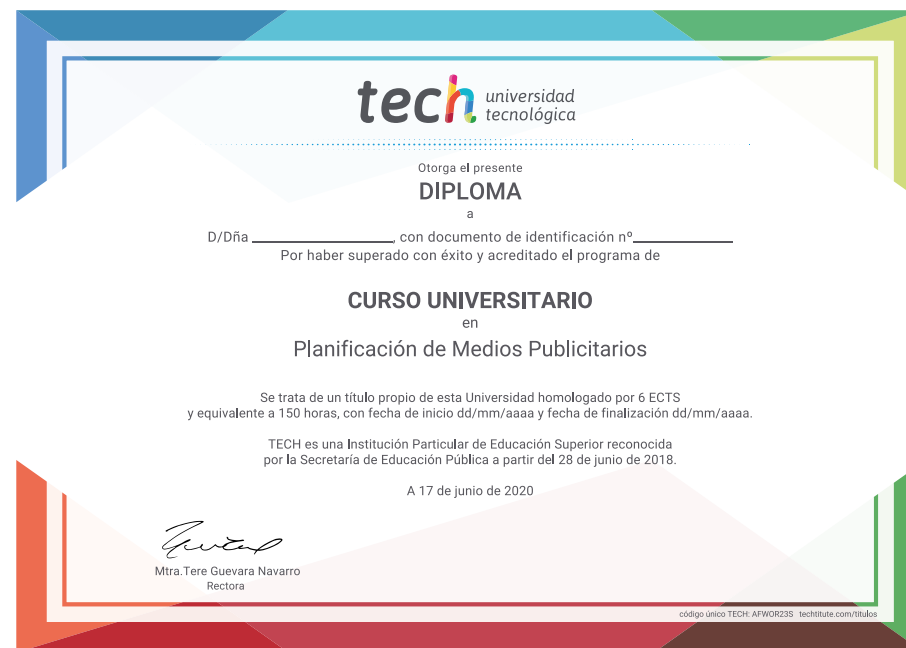 tech universidad
tecnológica
Otorga el presente
DIPLOMA
a
D/Dña ____________________, con documento de identificación nº______________
Por haber superado con éxito y acreditado el programa de
CURSO UNIVERSITARIO
en
Planificación de Medios Publicitarios
Se trata de un título propio de esta Universidad homologado por 6 ECTS
y equivalente a 150 horas, con fecha de inicio dd/mm/aaaa y fecha de finalización dd/mm/aaaa.
TECH es una Institución Particular de Educación Superior reconocida
por la Secretaría de Educación Pública a partir del 28 de junio de 2018.
A 17 de junio de 2020
Mtra.Tere Guevara Navarro
Rectora
código único TECH: AFWOR23S techtitute.com/titulos